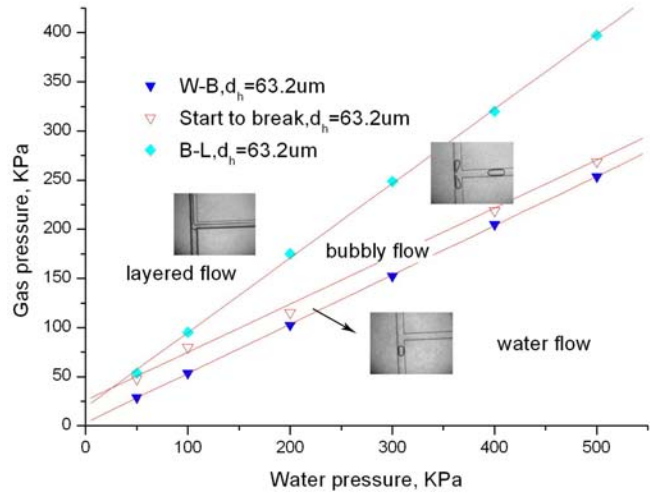 400
350
300
250
200
150
100
50
0
Gas pressure, KPa
W-B,dh=63.2um
Start to break,dh=63.2um
B-L,dh=63.2um
layered flow
bubbly flow
water flow
0 100 200 300 400 500
Water pressure, KPa